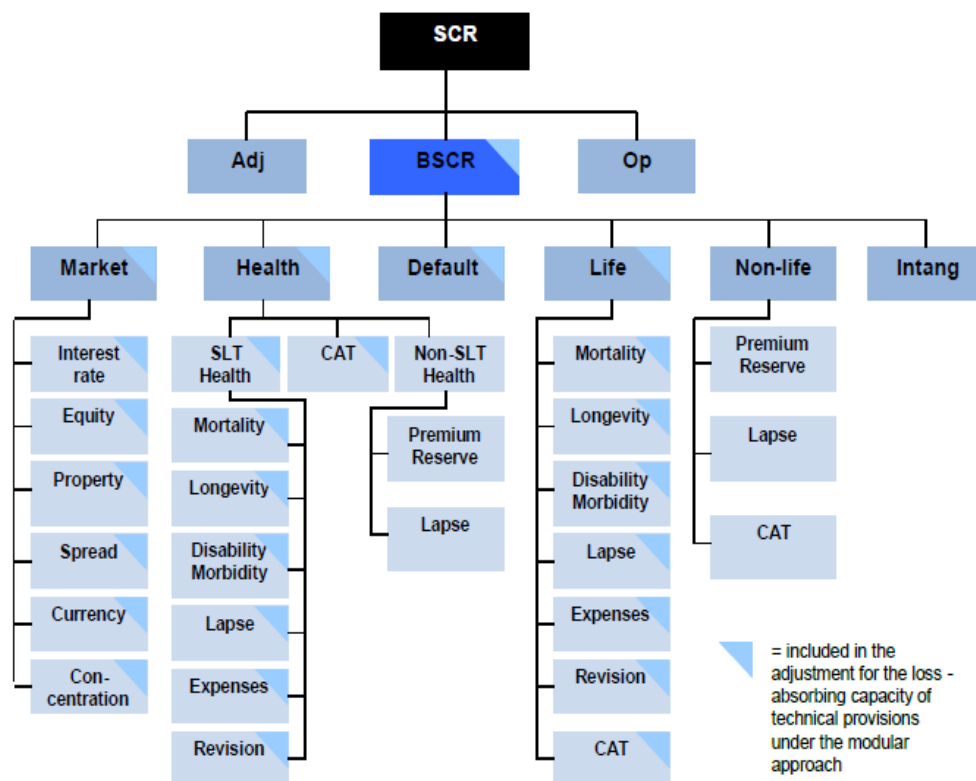 SCR
Adj
BSCR
Op
Market
Health
Default
Life
Non-life
Intang
Interest
rate
Equity
Property
Spread
Currency
Con-
centration
SLT
Health
CAT
Non-SLT
Health
Mortality
Longevity
Disability
Morbidity
Lapse
Expenses
Revision
Premium
Reserve
Lapse
Mortality
Longevity
Disability
Morbidity
Lapse
Expenses
Revision
CAT
Premium
Reserve
Lapse
CAT
= included in the
adjustment for the loss -
absorbing capacity of
technical provisions
under the modular
approach